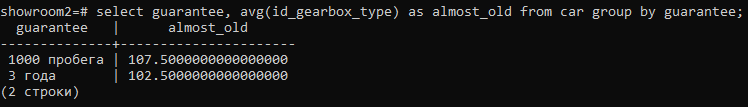 showroom2=# select guarantee, avg(id_gearbox_type) as almost_old from car group by guarantee;
guarantee | almost_old
--------------+----------------------
1000 пробега | 107.5000000000000000
3 года | 102.5000000000000000
(2 строки)